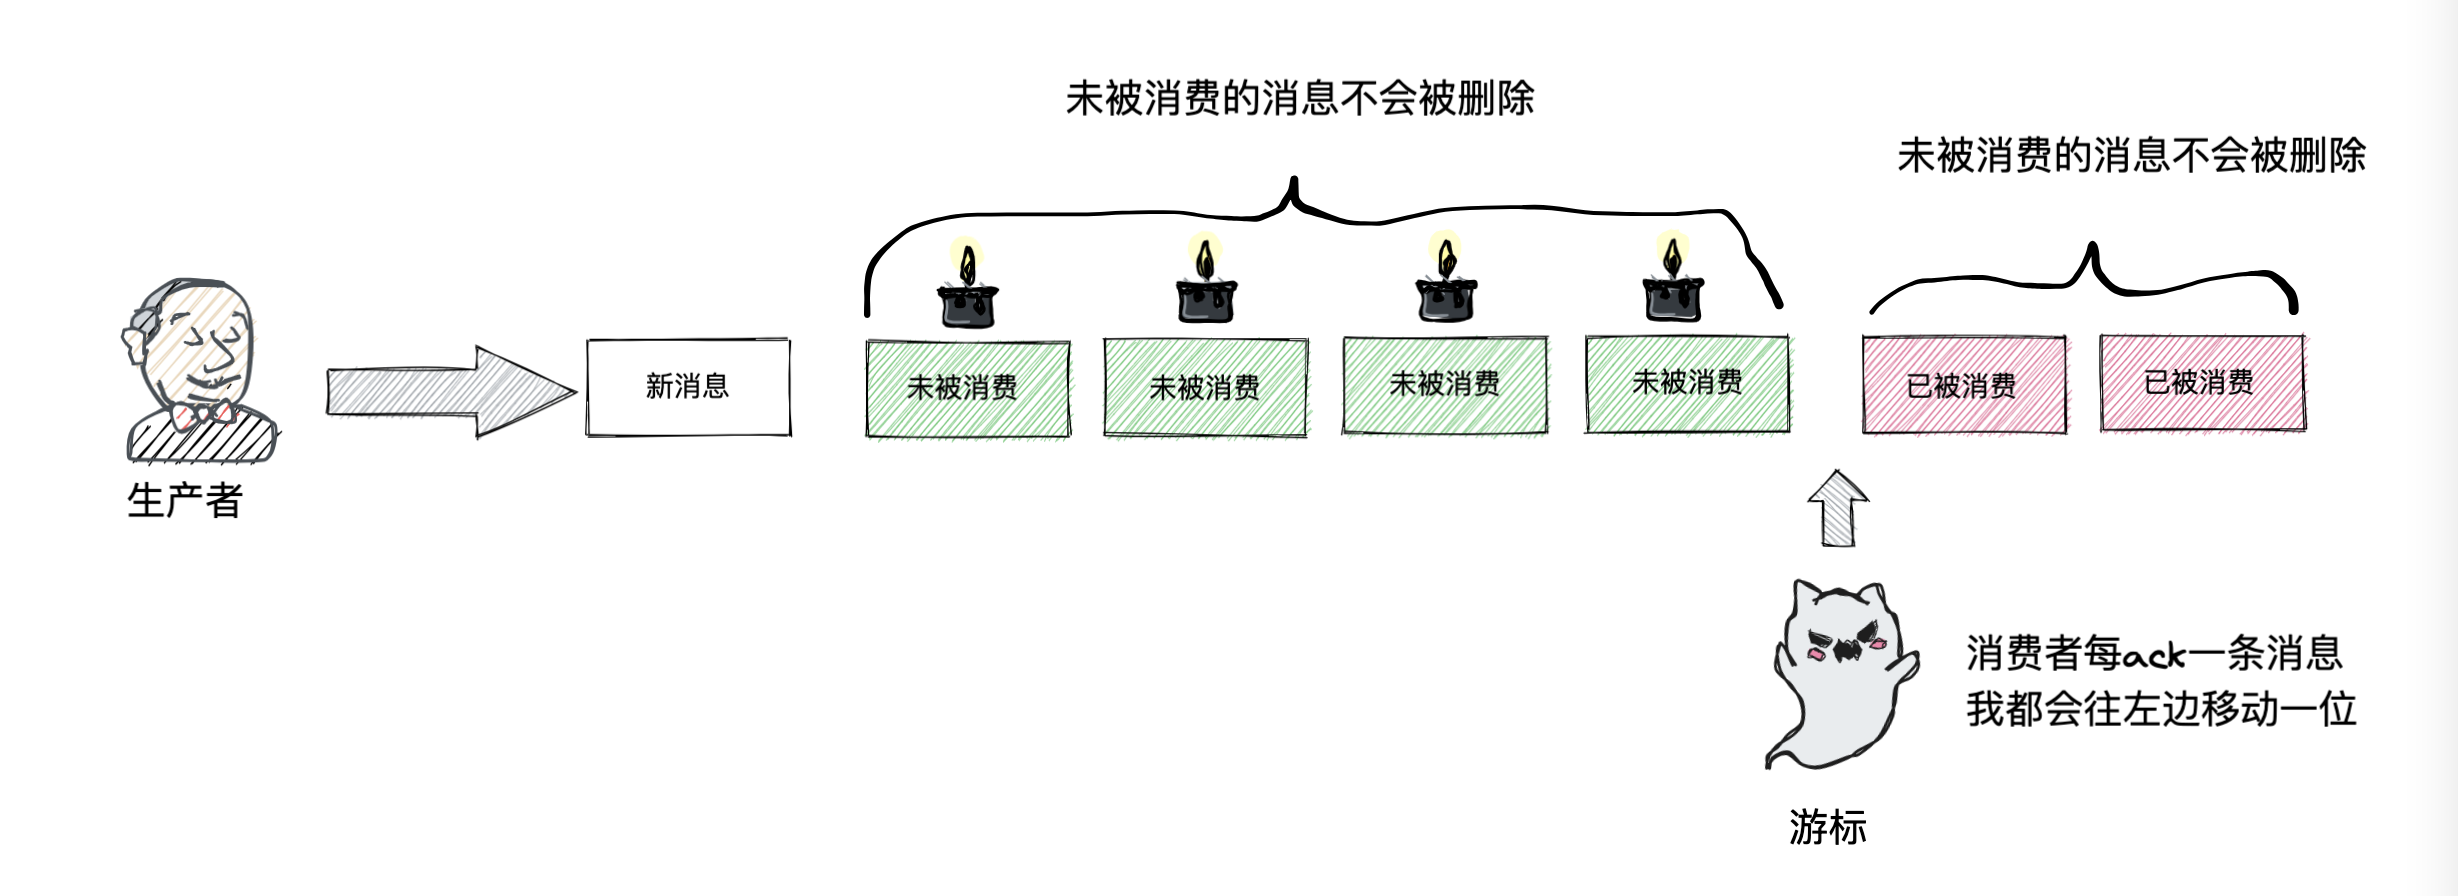 未被消费的消息不会被删除
未被消费的消息不会被删除
新消息
未被消费
未被消费
未被消费
未被消费
已被消费
已被消费
生产者
消费者每ack一条消息
我都会往左边移动一位
游标